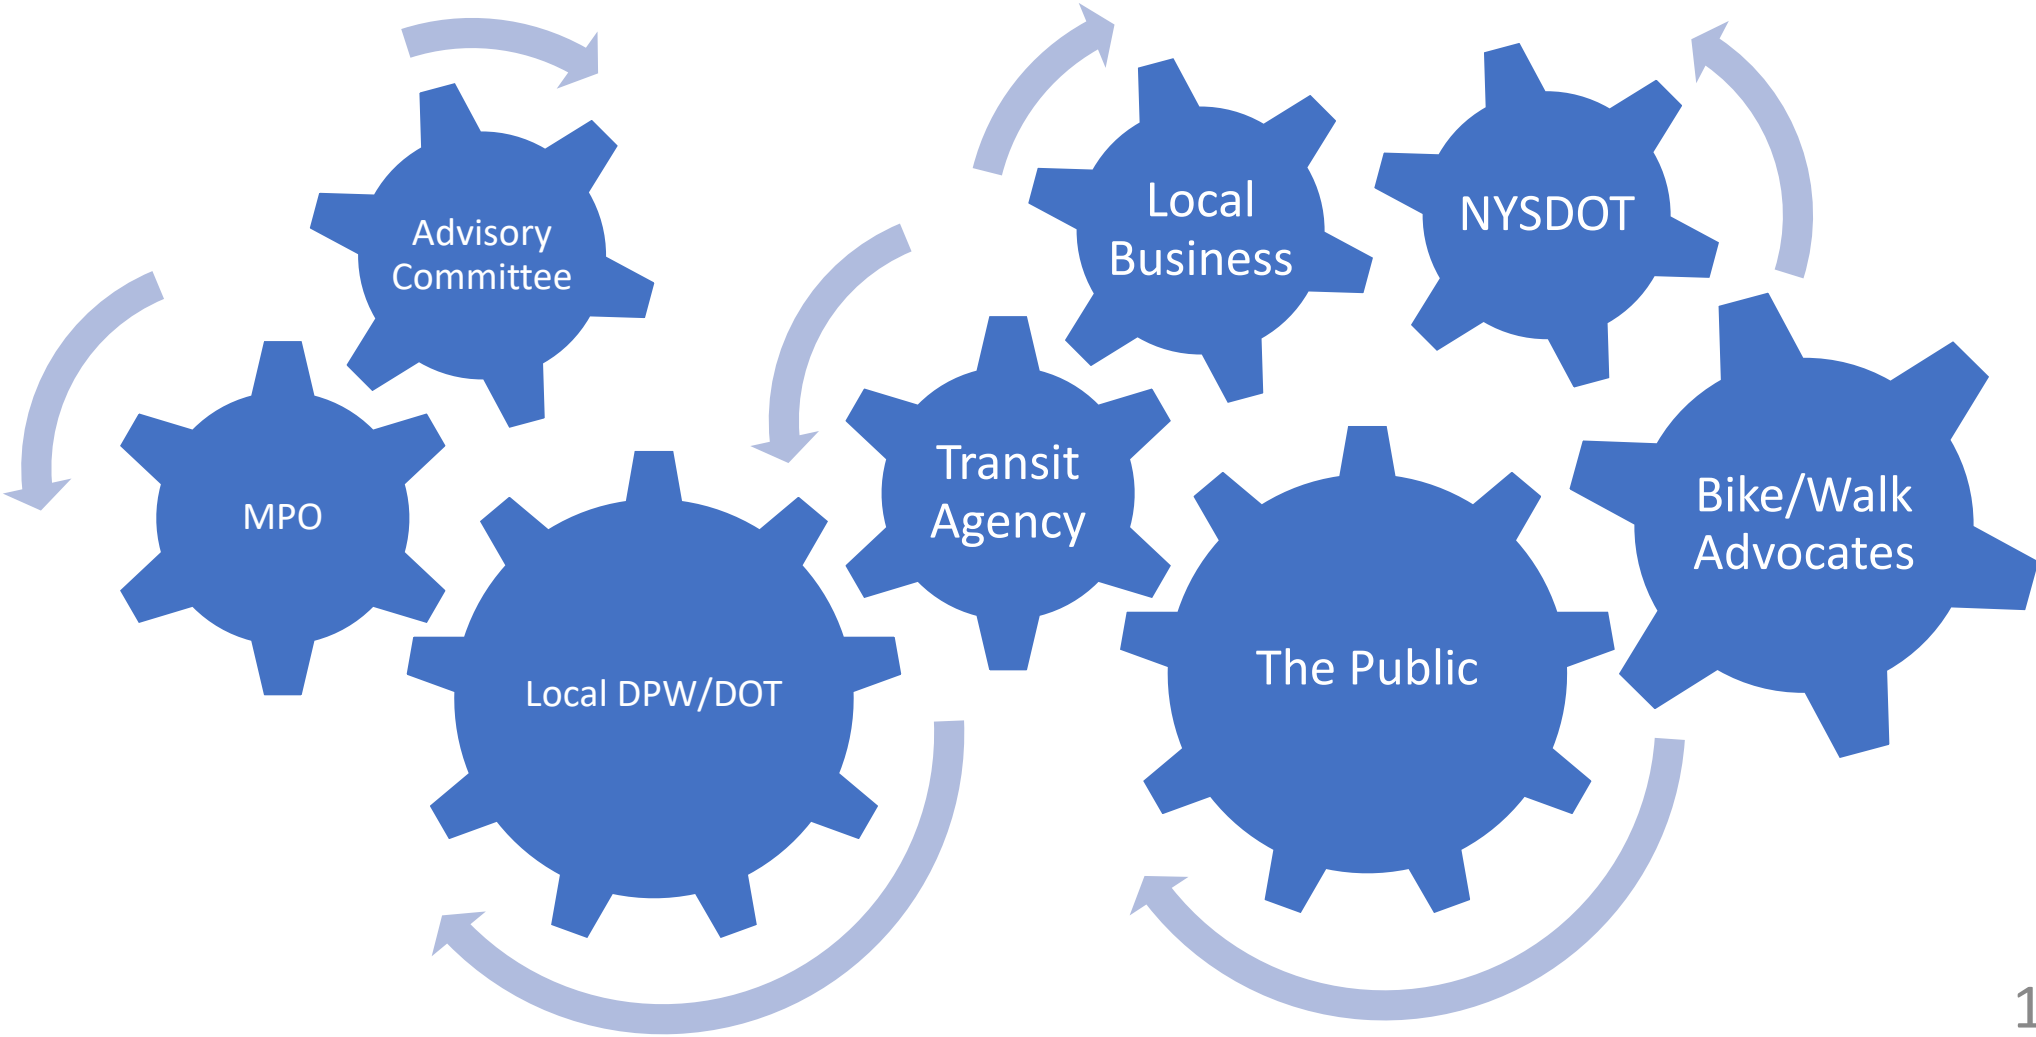 Advisory
Committee
MPO
Local DPW/DOT
Transit
Agency
Local
Business
NYSDOT
The Public
Bike/Walk
Advocates
1